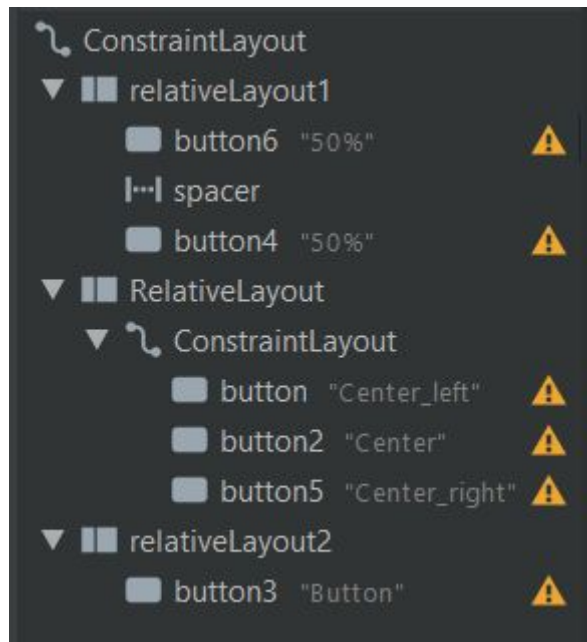 ConstraintLayout
relativeLayout1
button6 "50%"
spacer
button4 "50%"
RelativeLayout
ConstraintLayout
button "Center_left"
button2 "Center"
button5 "Center_right"
relativeLayout2
button3 "Button"